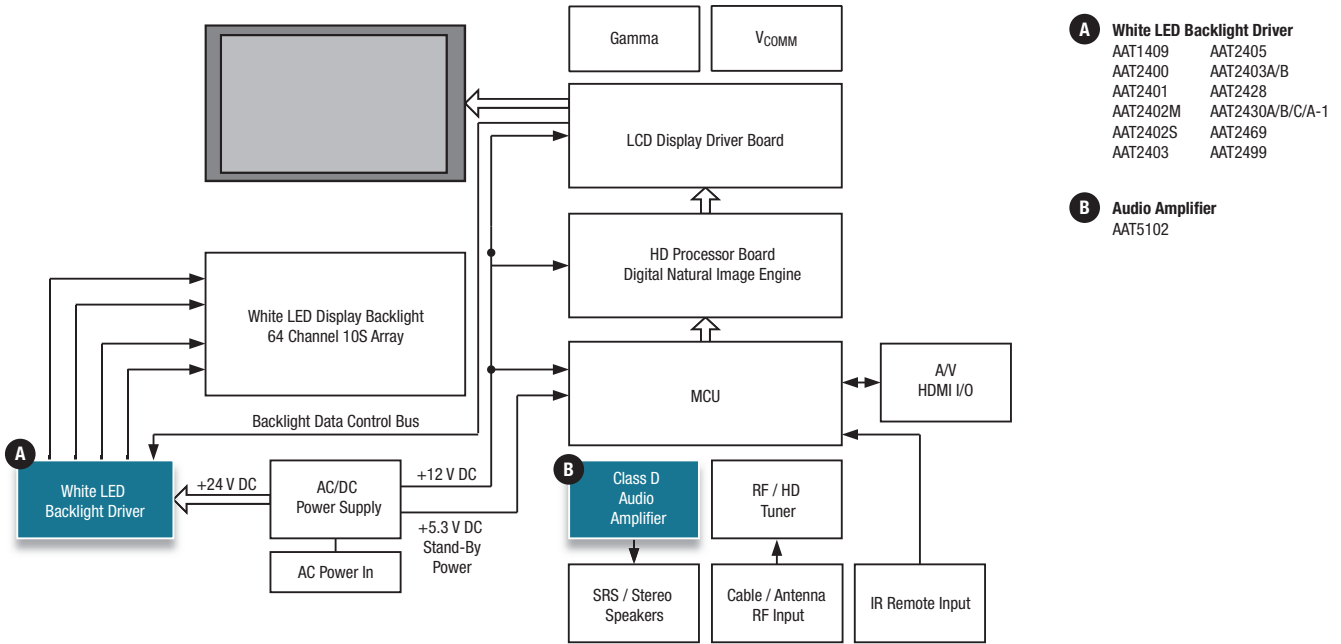 Gamma
VCOMM
LCD Display Driver Board
HD Processor Board
Digital Natural Image Engine
White LED Display Backlight
64 Channel 10S Array
MCU
A/V
HDMI I/O
Backlight Data Control Bus
A
White LED
Backlight Driver
+24 V DC
AC/DC
Power Supply
+12 V DC
+5.3 V DC
Stand-By
Power
AC Power In
B
Class D
Audio
Amplifier
RF / HD
Tuner
SRS / Stereo
Speakers
Cable / Antenna
RF Input
IR Remote Input
A White LED Backlight Driver
AAT1409 AAT2405
AAT2400 AAT2403A/B
AAT2401 AAT2428
AAT2402M AAT2430A/B/C/A-1
AAT2402S AAT2469
AAT2403 AAT2499
B Audio Amplifier
AAT5102